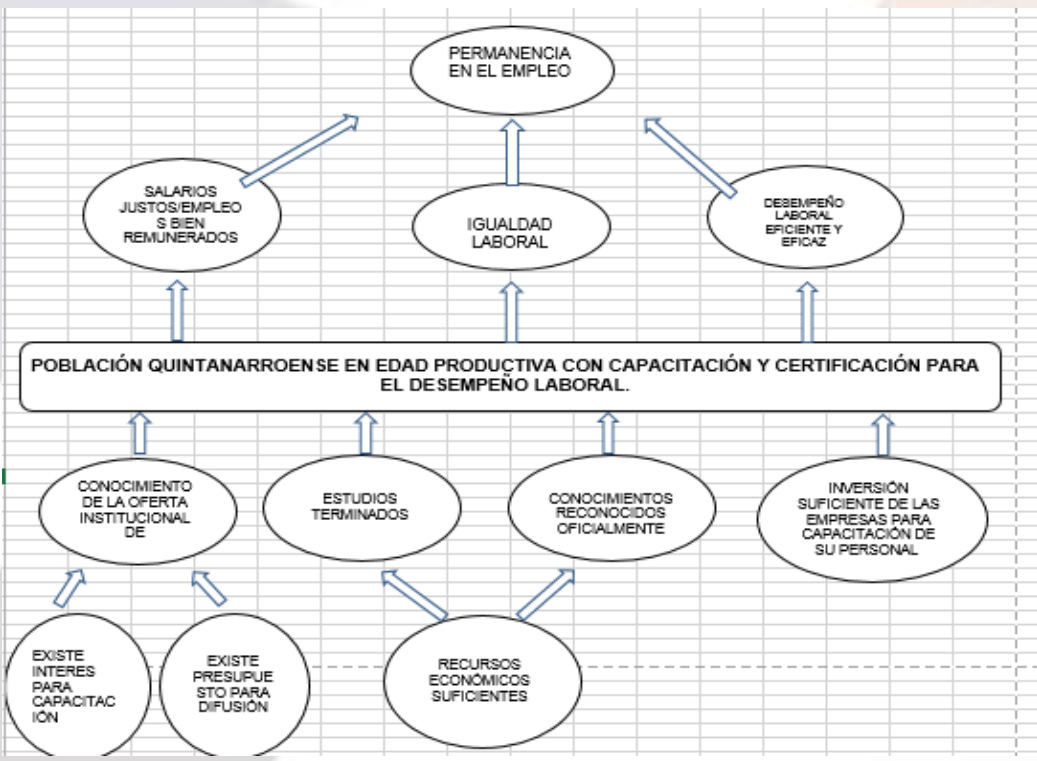 PERMANENCIA
EN EL EMPLEO
SALARIOS
JUSTOS/EMPLEO
S BIEN
REMUNERADOS
IGUALDAD
LABORAL
DESEMPEÑO
LABORAL
EFICIENTE Y
EFICAZ
POBLACIÓN QUINTANARROENSE EN EDAD PRODUCTIVA CON CAPACITACIÓN Y CERTIFICACIÓN PARA
EL DESEMPEÑO LABORAL.
CONOCIMIENTO
DE LA OFERTA
INSTITUCIONAL
DE
ESTUDIOS
TERMINADOS
CONOCIMIENTOS
RECONOCIDOS
OFICIALMENTE
INVERSIÓN
SUFICIENTE DE LAS
EMPRESAS PARA
CAPACITACIÓN DE
SU PERSONAL
EXISTE
INTERES
PARA
CAPACITAC
IÓN
EXISTE
PRESUPUE
STO PARA
DIFUSIÓN
RECURSOS
ECONÓMICOS
SUFICIENTES